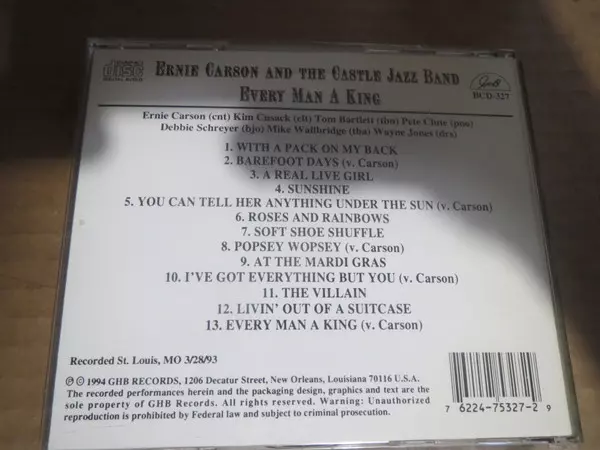 COMPACT
disc
DIGITAL AUDIO
ERNIE CARSON AND THE CASTLE JAZZ BAND
EVERY MAN A KING
GHB
BCD-327
Ernie Carson (cnt) Kim Cusack (clt) Tom Bartlett (tbn) Pete Clute (pno)
Debbie Schreyer (bjo) Mike Wallbridge (tba) Wayne Jones (drs)
1. WITH A PACK ON MY BACK
2. BAREFOOT DAYS (v. Carson)
3. A REAL LIVE GIRL
4. SUNSHINE
5. YOU CAN TELL HER ANYTHING UNDER THE SUN (v. Carson)
6. ROSES AND RAINBOWS
7. SOFT SHOE SHUFFLE
8. POPSEY WOPSEY (v. Carson)
9. AT THE MARDI GRAS
10. I'VE GOT EVERYTHING BUT YOU (v. Carson)
11. THE VILLAIN
12. LIVIN' OUT OF A SUITCASE
13. EVERY MAN A KING (v. Carson)
Recorded St. Louis, MO 3/28/93
℗ © 1994 GHB RECORDS, 1206 Decatur Street, New Orleans, Louisiana 70116 U.S.A.
The recorded performances herein and the packaging design, graphics and text are the
sole property of GHB Records. All rights reserved. Warning: Unauthorized
reproduction is prohibited by Federal law and subject to criminal prosecution.
7 62247-75327-2 9